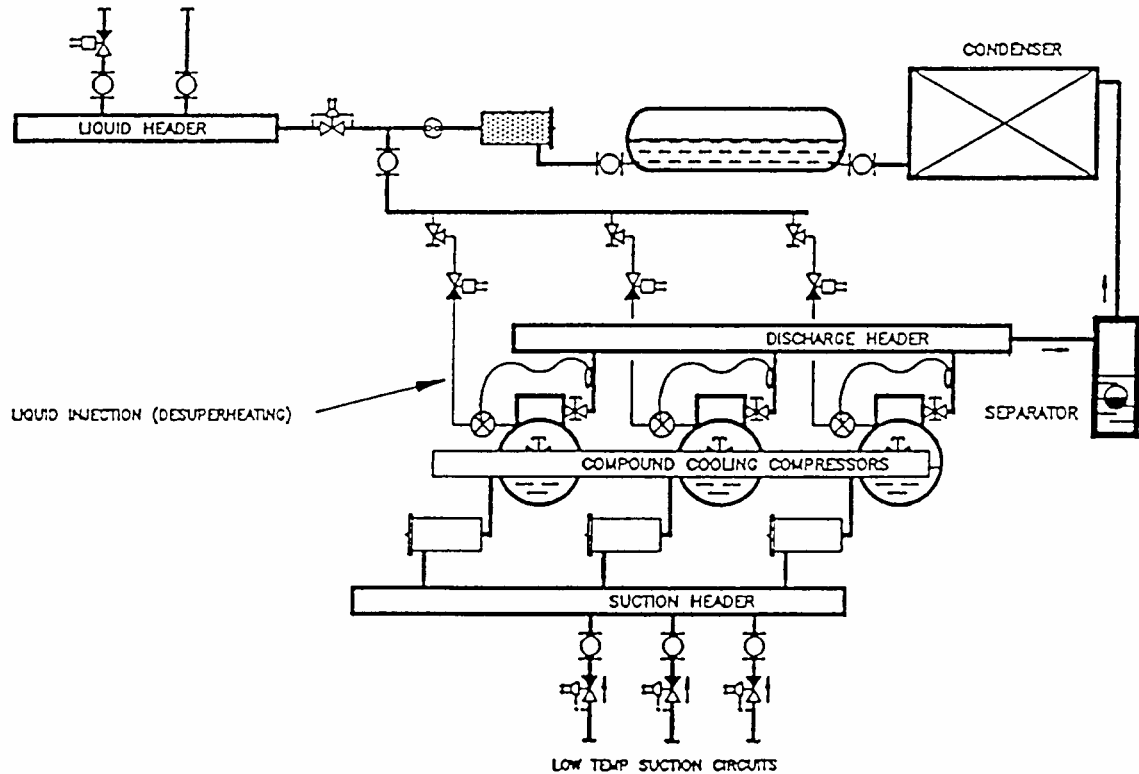 CONDENSER
LIQUID HEADER
DISCHARGE HEADER
LIQUID INJECTION (DESUPERHEATING)
SEPARATOR
COMPOUND COOLING COMPRESSORS
SUCTION HEADER
LOW TEMP SUCTION CIRCUITS